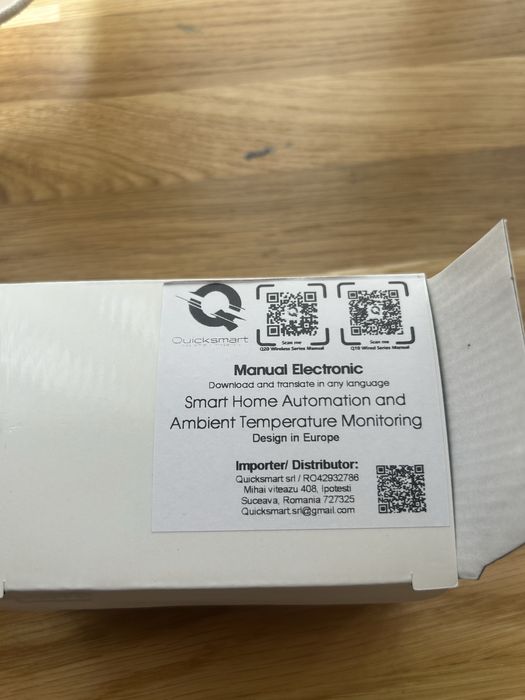 Quicksmart
Scan me
Q20 Wireless Series Manual
Scan me
Q10 Wired Series Manual
Manual Electronic
Download and translate in any language
Smart Home Automation and
Ambient Temperature Monitoring
Design in Europe
Importer/ Distributor:
Quicksmart srl / RO42932786
Mihai viteazu 408, Ipotesti
Suceava, Romania 727325
Quicksmart.srl@gmail.com